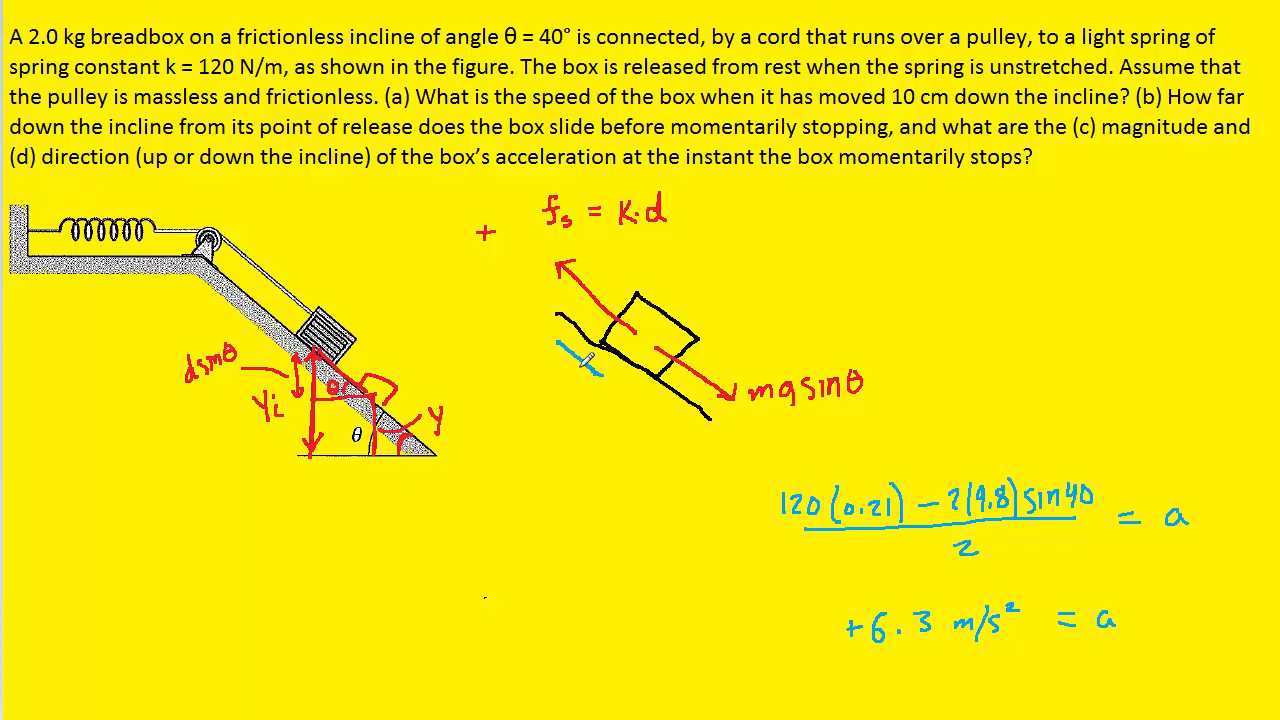 A 2.0 kg breadbox on a frictionless incline of angle θ = 40° is connected, by a cord that runs over a pulley, to a light spring of
spring constant k = 120 N/m, as shown in the figure. The box is released from rest when the spring is unstretched. Assume that
the pulley is massless and frictionless. (a) What is the speed of the box when it has moved 10 cm down the incline? (b) How far
down the incline from its point of release does the box slide before momentarily stopping, and what are the (c) magnitude and
(d) direction (up or down the incline) of the box's acceleration at the instant the box momentarily stops?
+
fs = k·d
mgsinθ
dsinθ
Yi
θ
θ
Y
120(0.21) - 2(9.8)sin40
2
= a
+6.3 m/s² = a